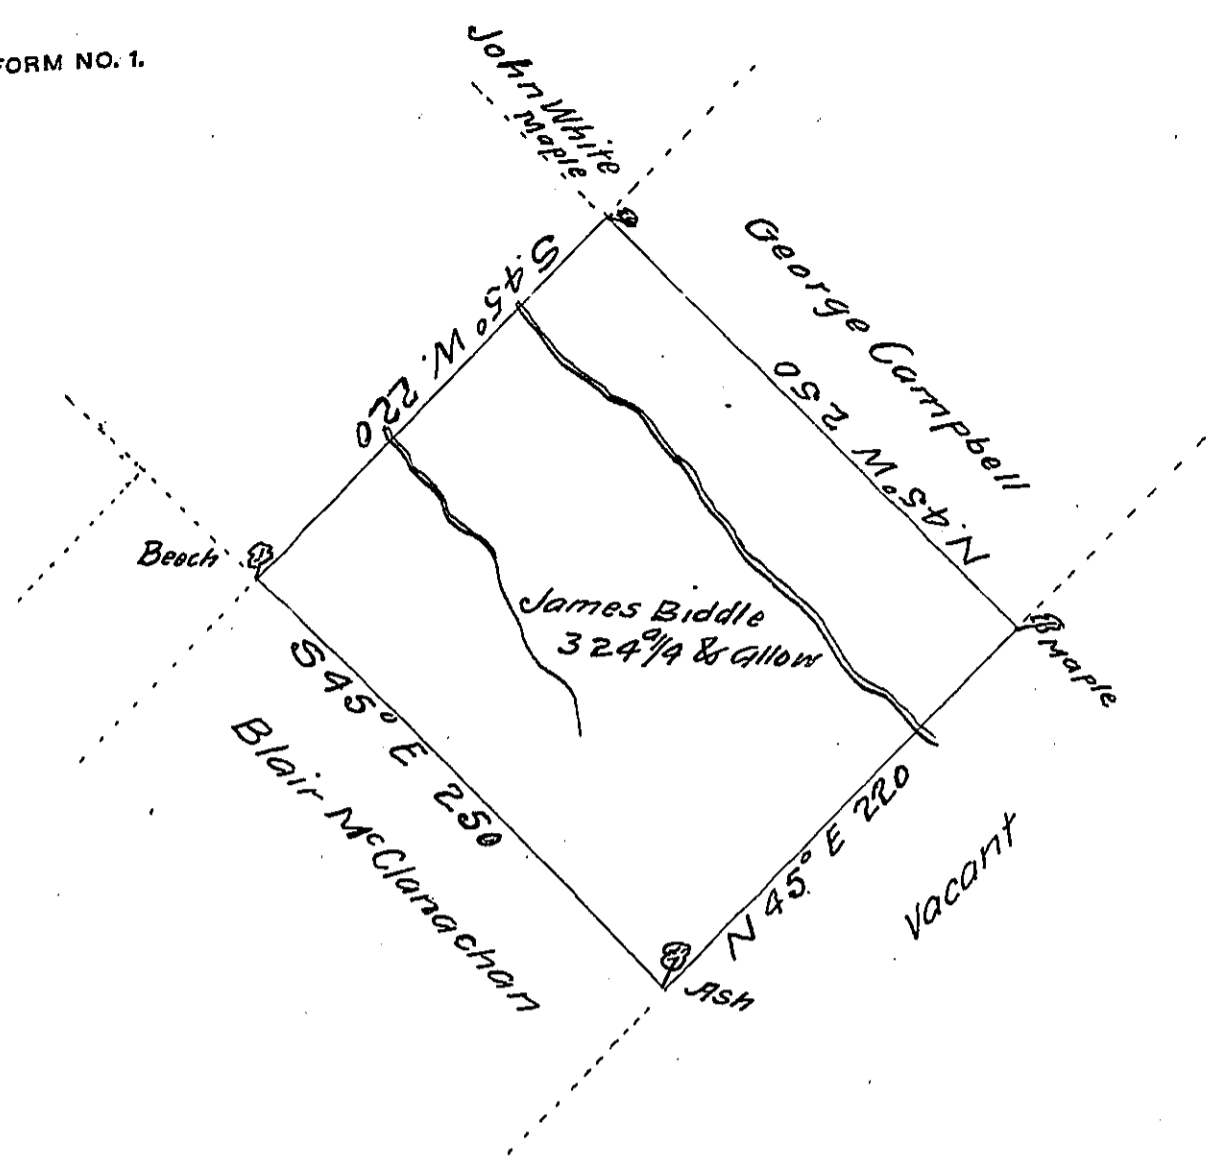 FORM NO. 1.
John White
Maple
S. 45° W. 220
George Campbell
N. 45° W 250
Beech
James Biddle
324 a/4 & Allow
Maple
S 45° E 250
Blair McClanachan
N 45° E 220
Vacant
Ash